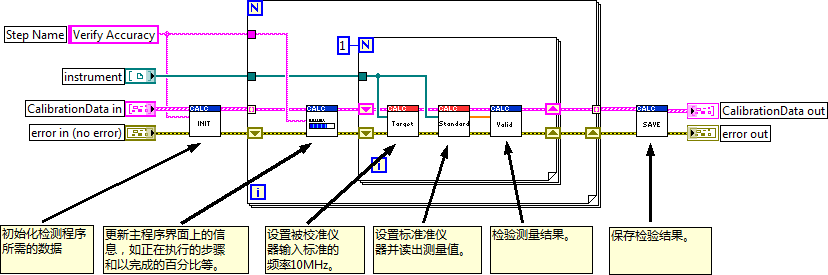 N
Step Name
Verify Accuracy
1
N
instrument
CalibrationData in
CALC
INIT
CALC
CALC
Target
CALC
Standard
CALC
Valid
CALC
SAVE
CalibrationData out
error in (no error)
error out
i
i
初始化检测程序
所需的数据
更新主程序界面上的信
息，如正在执行的步骤
和以完成的百分比等。
设置被校准仪
器输入标准的
频率10MHz。
设置标准准仪
器并读出测量值。
检验测量结果。
保存检验结果。